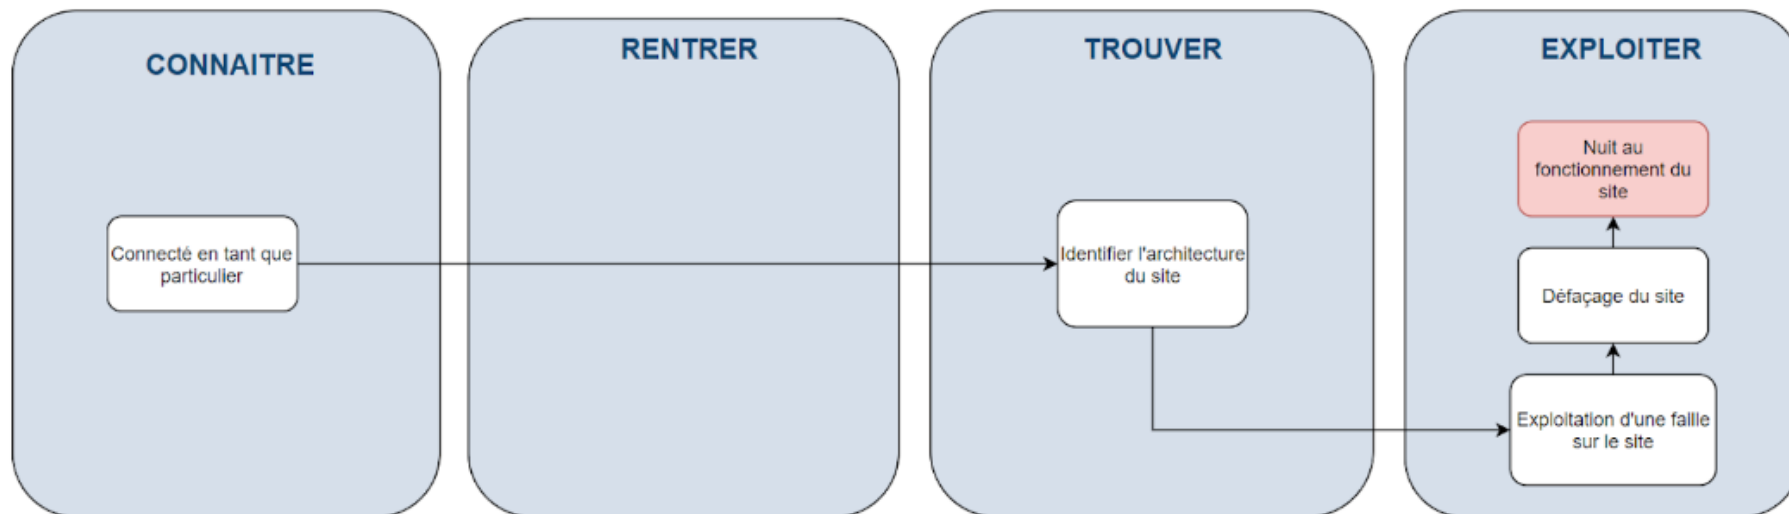 CONNAITRE
RENTRER
TROUVER
EXPLOITER
Connecté en tant que
particulier
Identifier l'architecture
du site
Nuit au
fonctionnement du
site
Défaçage du site
Exploitation d'une faille
sur le site